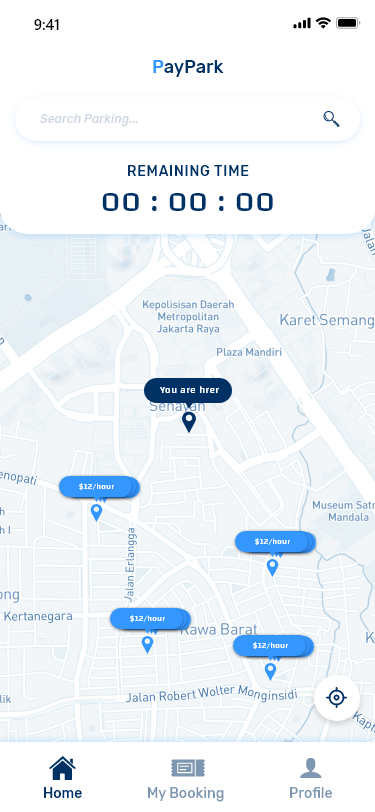 9:41
PayPark
Search Parking...
REMAINING TIME
00 : 00 : 00
Kepolisian Daerah
Metropolitan
Jakarta Raya
Karet Semang
Plaza Mandiri
You are hrer
Senayan
enopati
$12/hour
Museum Satr
Mandala
h
h I
$12/hour
Jalan Erlangga
ong
Kertanegara
$12/hour
Rawa Barat
$12/hour
lik
Jalan Robert Wolter Monginsidi
Home
My Booking
Profile